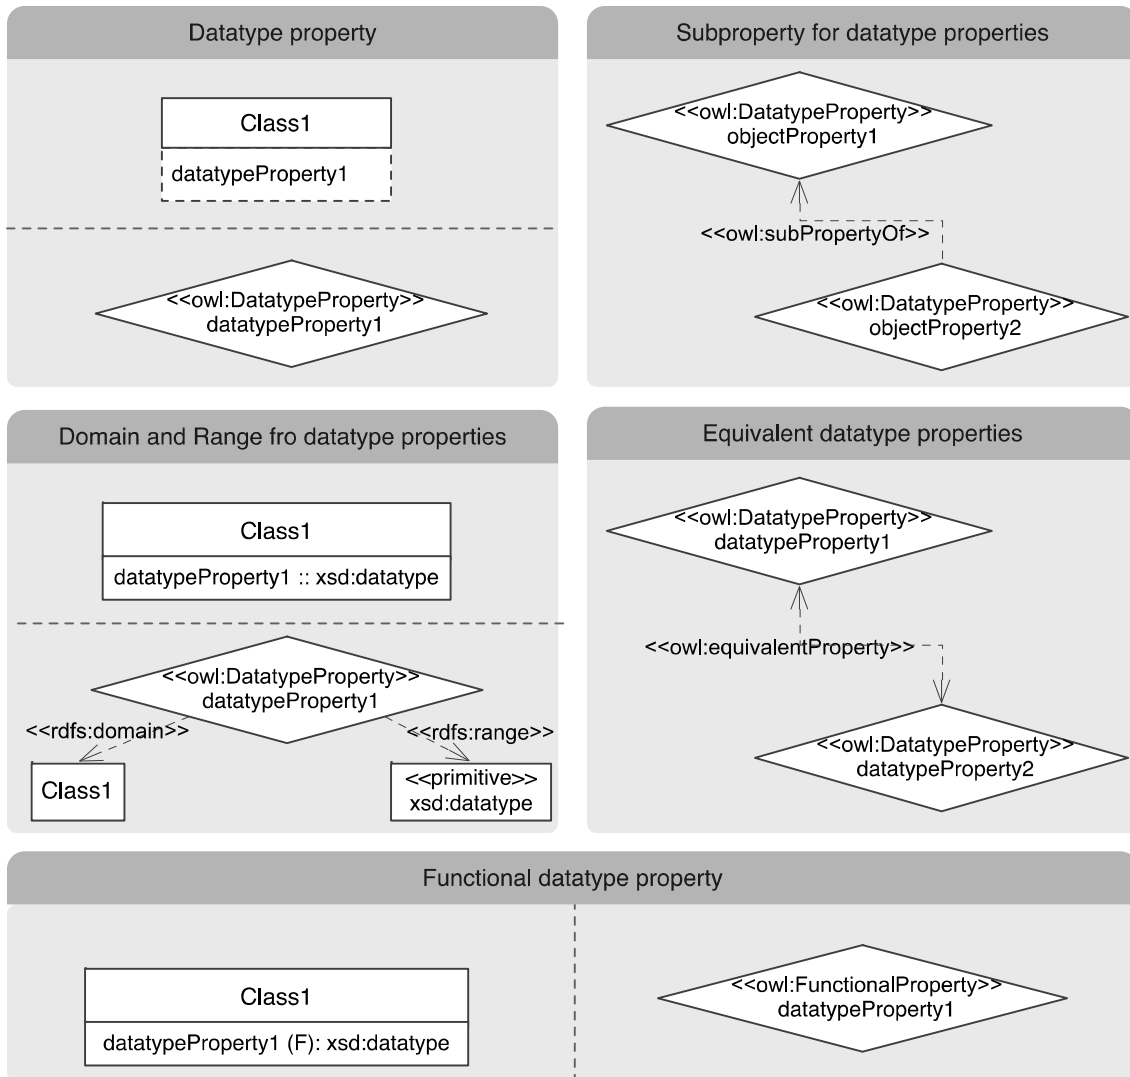 Datatype property
Class1
datatypeProperty1
<<owl:DatatypeProperty>>
datatypeProperty1
Subproperty for datatype properties
<<owl:DatatypeProperty>>
objectProperty1
<<owl:subPropertyOf>>
<<owl:DatatypeProperty>>
objectProperty2
Domain and Range fro datatype properties
Class1
datatypeProperty1 :: xsd:datatype
<<owl:DatatypeProperty>>
datatypeProperty1
<<rdfs:domain>>
<<rdfs:range>>
Class1
<<primitive>>
xsd:datatype
Equivalent datatype properties
<<owl:DatatypeProperty>>
datatypeProperty1
<<owl:equivalentProperty>>
<<owl:DatatypeProperty>>
datatypeProperty2
Functional datatype property
Class1
datatypeProperty1 (F): xsd:datatype
<<owl:FunctionalProperty>>
datatypeProperty1